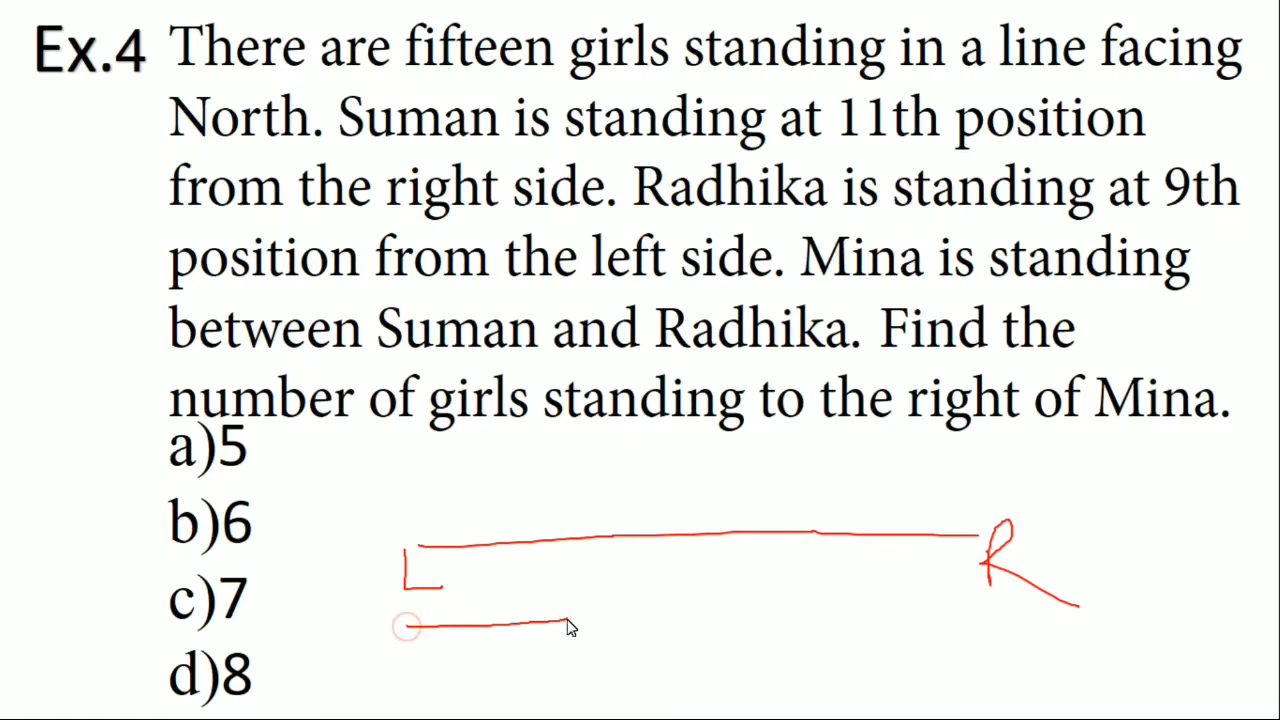 Ex.4 There are fifteen girls standing in a line facing
North. Suman is standing at 11th position
from the right side. Radhika is standing at 9th
position from the left side. Mina is standing
between Suman and Radhika. Find the
number of girls standing to the right of Mina.
a)5
b)6
c)7
d)8
L R